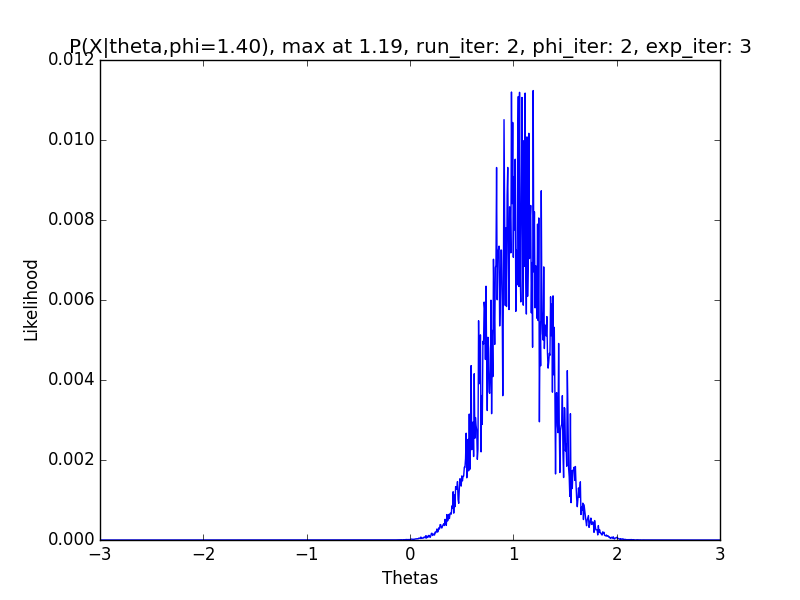 P(X|theta,phi=1.40), max at 1.19, run_iter: 2, phi_iter: 2, exp_iter: 3
0.012
0.010
0.008
0.006
0.004
0.002
0.000
Likelihood
−3 −2 −1 0 1 2 3
Thetas